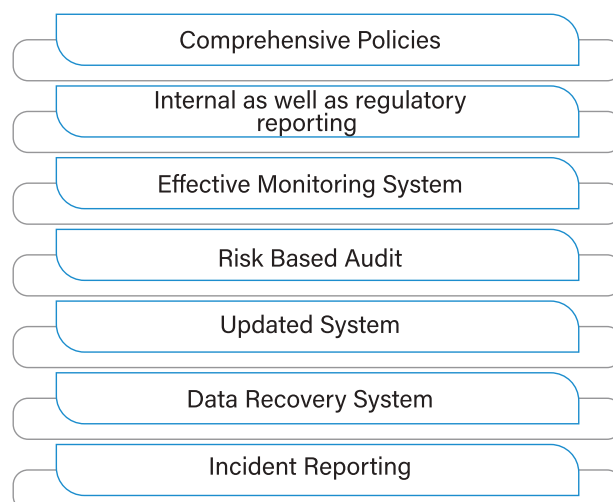 Comprehensive Policies
Internal as well as regulatory
reporting
Effective Monitoring System
Risk Based Audit
Updated System
Data Recovery System
Incident Reporting